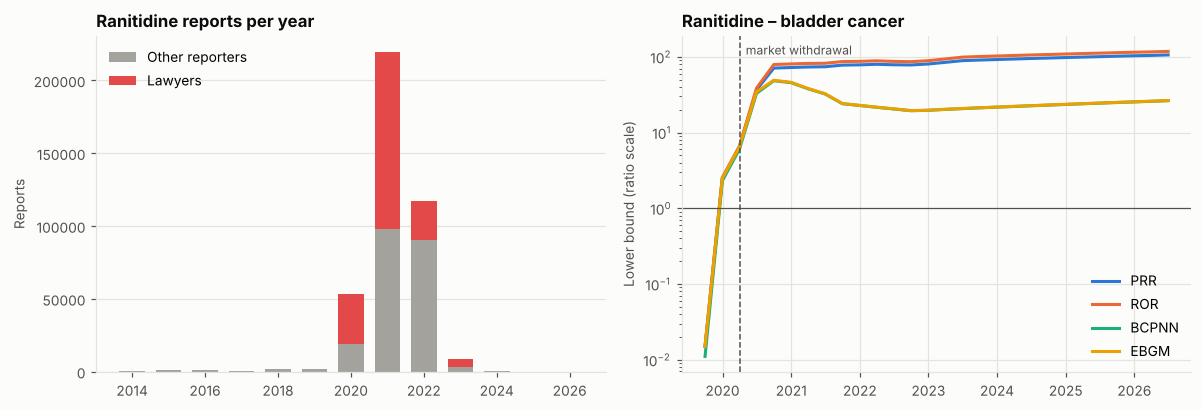 Ranitidine reports per year
Other reporters
Lawyers
200000
150000
100000
50000
0
Reports
2014
2016
2018
2020
2022
2024
2026
Ranitidine – bladder cancer
market withdrawal
10²
10¹
10⁰
10⁻¹
10⁻²
Lower bound (ratio scale)
PRR
ROR
BCPNN
EBGM
2020
2021
2022
2023
2024
2025
2026